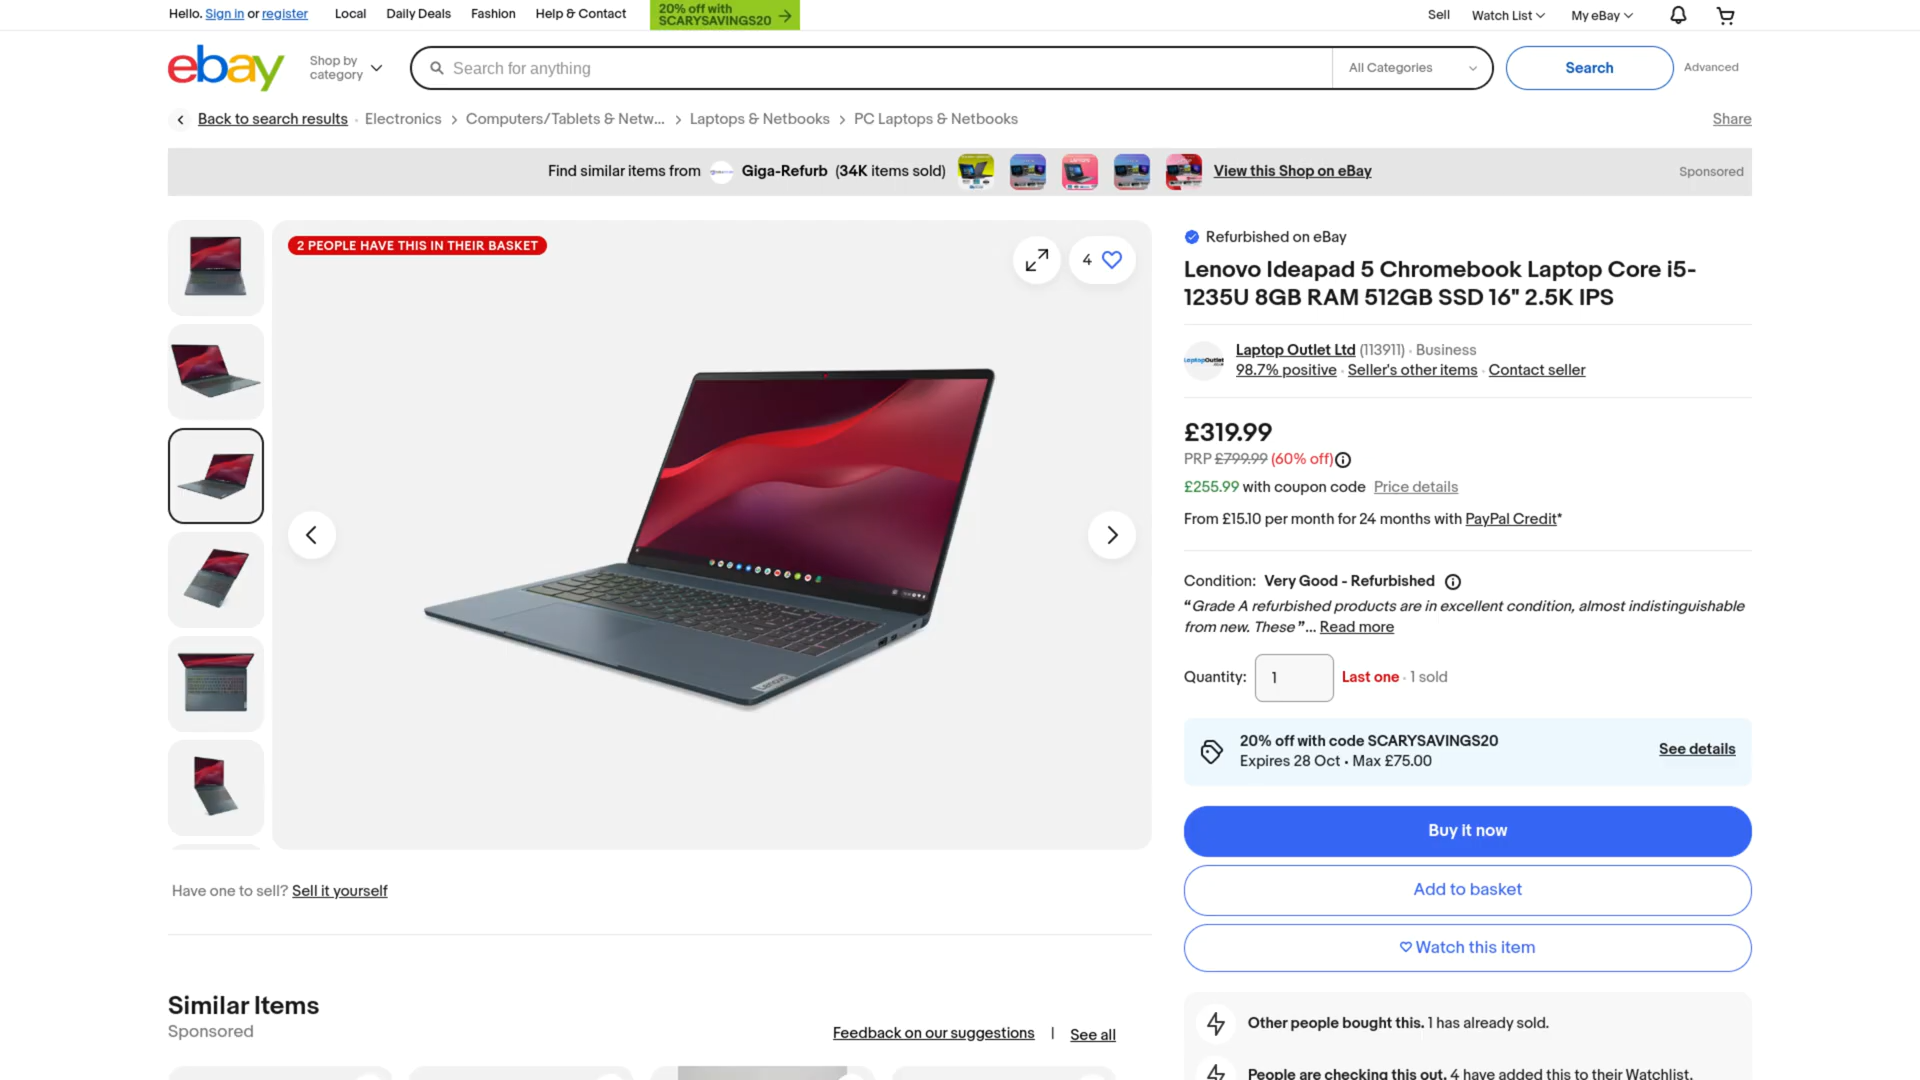 Hello. Sign in or register
Local
Daily Deals
Fashion
Help & Contact
20% off with
SCARYSAVINGS20
Sell
Watch List
My eBay
ebay
Shop by
category
Search for anything
All Categories
Search
Advanced
Back to search results
Electronics
Computers/Tablets & Netw...
Laptops & Netbooks
PC Laptops & Netbooks
Share
Find similar items from Giga-Refurb (34K items sold)
View this Shop on eBay
Sponsored
2 PEOPLE HAVE THIS IN THEIR BASKET
4
Lenovo
Refurbished on eBay
Lenovo Ideapad 5 Chromebook Laptop Core i5-
1235U 8GB RAM 512GB SSD 16" 2.5K IPS
LaptopOutlet
Laptop Outlet Ltd (113911) · Business
98.7% positive · Seller's other items · Contact seller
£319.99
PRP £799.99 (60% off)
£255.99 with coupon code Price details
From £15.10 per month for 24 months with PayPal Credit*
Condition: Very Good - Refurbished
“Grade A refurbished products are in excellent condition, almost indistinguishable
from new. These ”... Read more
Quantity: 1 Last one · 1 sold
20% off with code SCARYSAVINGS20
Expires 28 Oct • Max £75.00
See details
Buy it now
Add to basket
Watch this item
Have one to sell? Sell it yourself
Similar Items
Sponsored
Feedback on our suggestions | See all
Other people bought this. 1 has already sold.
People are checking this out. 4 have added this to their Watchlist.